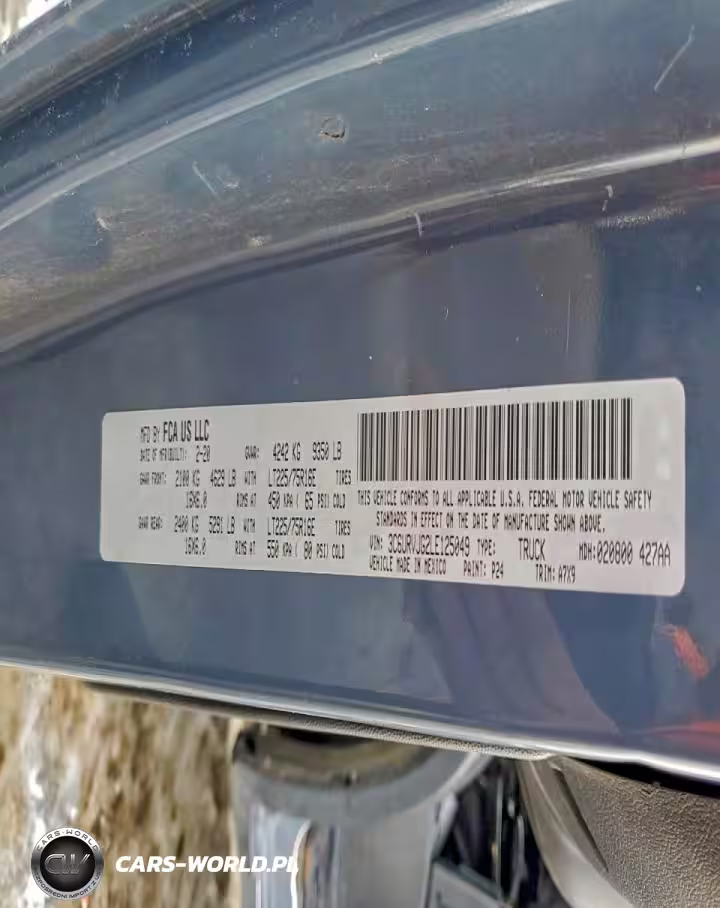 MFD BY FCA US LLC
DATE OF MFR(BUILT): 2-20 GVWR: 4242 KG 9350 LB
GAWR FRONT: 2100 KG 4629 LB WITH LT225/75R16E TIRES
16X6.0 RIMS AT 450 KPA ( 65 PSI) COLD
GAWR REAR: 2400 KG 5291 LB WITH LT225/75R16E TIRES
16X6.0 RIMS AT 550 KPA ( 80 PSI) COLD
THIS VEHICLE CONFORMS TO ALL APPLICABLE U.S.A. FEDERAL MOTOR VEHICLE SAFETY
STANDARDS IN EFFECT ON THE DATE OF MANUFACTURE SHOWN ABOVE.
VIN: 3C6URVJG2LE125049 TYPE: TRUCK MDH:020800 427AA
VEHICLE MADE IN MEXICO PAINT: P24 TRIM: A7X9
CARS-WORLD
CW
CARS-WORLD.PL